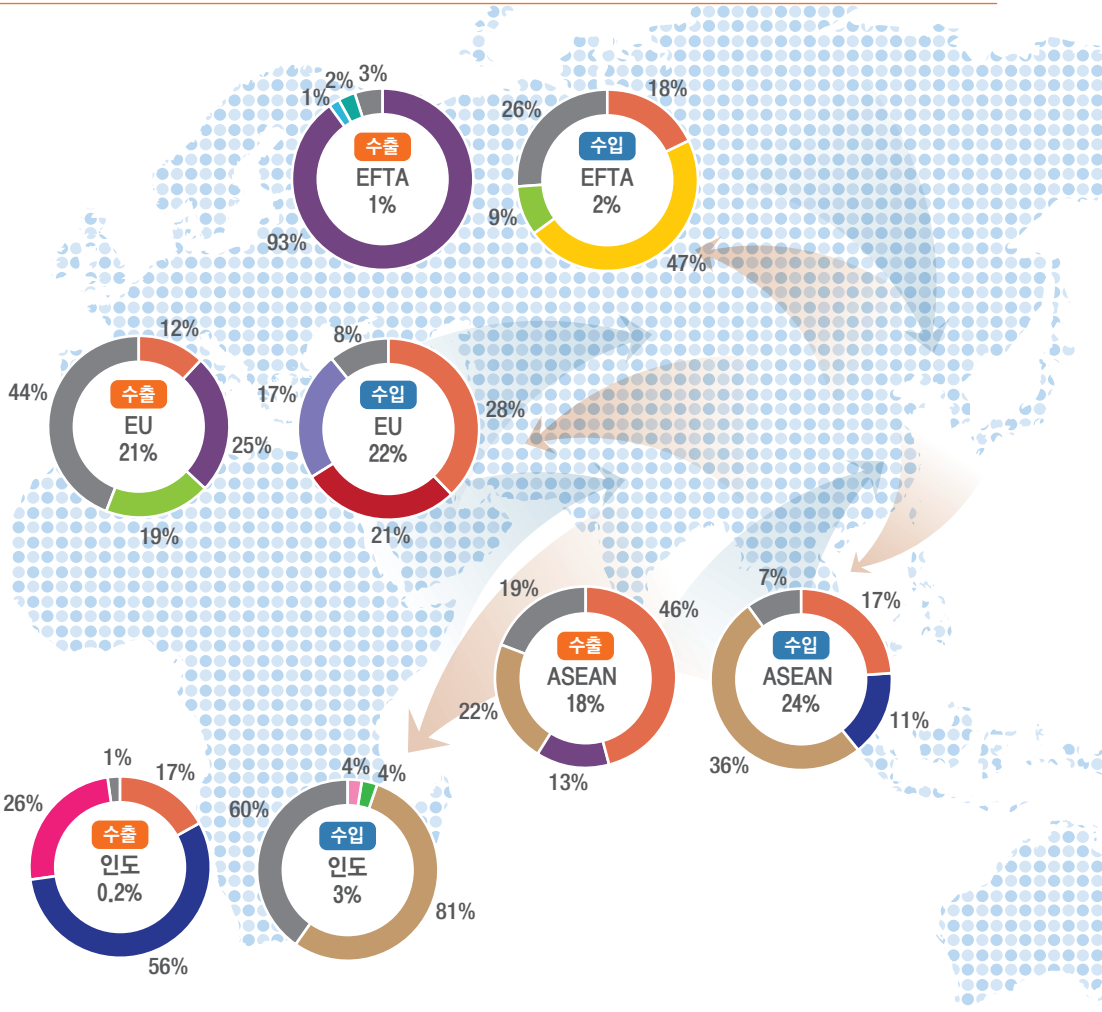 1%
2%
3%
93%
수출
EFTA
1%
26%
18%
9%
47%
수입
EFTA
2%
12%
44%
25%
19%
수출
EU
21%
8%
17%
28%
21%
수입
EU
22%
19%
46%
22%
13%
수출
ASEAN
18%
7%
17%
11%
36%
수입
ASEAN
24%
1%
17%
26%
56%
수출
인도
0.2%
4%
4%
60%
81%
수입
인도
3%